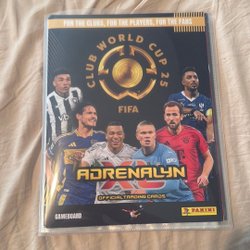 FOR THE CLUBS, FOR THE PLAYERS, FOR THE FANS
CLUB WORLD CUP 25
FIFA
ADRENALYN
XL
OFFICIAL TRADING CARDS
GAMEBOARD
PANINI